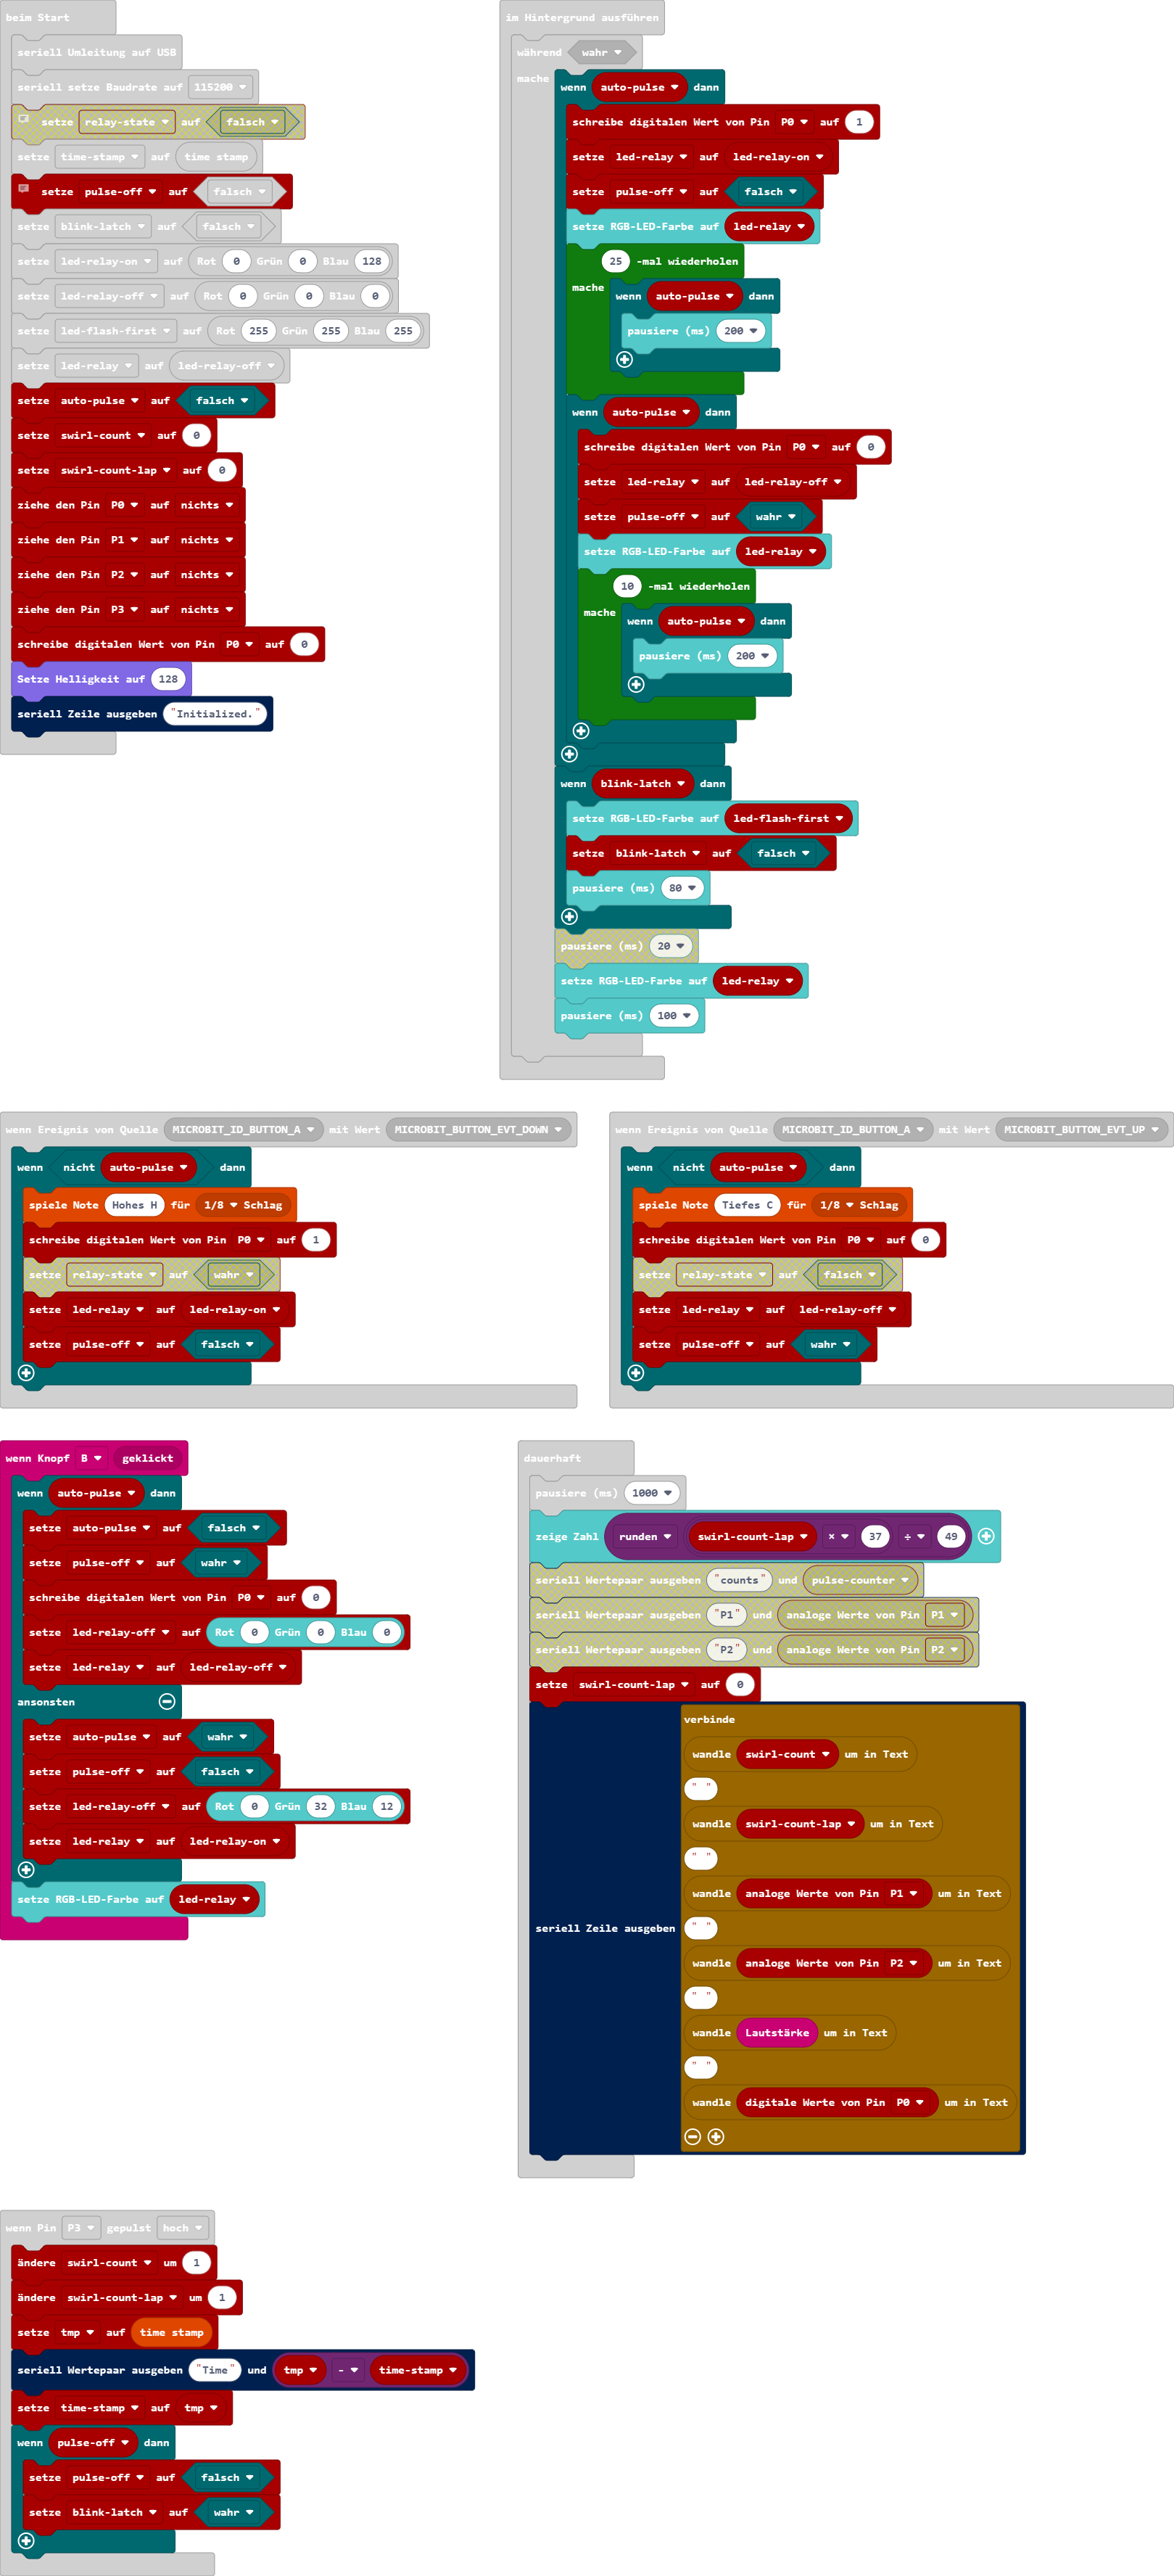 beim Start
seriell Umleitung auf USB
seriell setze Baudrate auf 115200
setze relay-state auf falsch
setze time-stamp auf time stamp
setze pulse-off auf falsch
setze blink-latch auf falsch
setze led-relay-on auf Rot 0 Grün 0 Blau 128
setze led-relay-off auf Rot 0 Grün 0 Blau 0
setze led-flash-first auf Rot 255 Grün 255 Blau 255
setze led-relay auf led-relay-off
setze auto-pulse auf falsch
setze swirl-count auf 0
setze swirl-count-lap auf 0
ziehe den Pin P0 auf nichts
ziehe den Pin P1 auf nichts
ziehe den Pin P2 auf nichts
ziehe den Pin P3 auf nichts
schreibe digitalen Wert von Pin P0 auf 0
Setze Helligkeit auf 128
seriell Zeile ausgeben "Initialized."
im Hintergrund ausführen
während wahr
mache
wenn auto-pulse dann
schreibe digitalen Wert von Pin P0 auf 1
setze led-relay auf led-relay-on
setze pulse-off auf falsch
setze RGB-LED-Farbe auf led-relay
25 -mal wiederholen
mache
wenn auto-pulse dann
pausiere (ms) 200
wenn auto-pulse dann
schreibe digitalen Wert von Pin P0 auf 0
setze led-relay auf led-relay-off
setze pulse-off auf wahr
setze RGB-LED-Farbe auf led-relay
10 -mal wiederholen
mache
wenn auto-pulse dann
pausiere (ms) 200
wenn blink-latch dann
setze RGB-LED-Farbe auf led-flash-first
setze blink-latch auf falsch
pausiere (ms) 80
pausiere (ms) 20
setze RGB-LED-Farbe auf led-relay
pausiere (ms) 100
wenn Ereignis von Quelle MICROBIT_ID_BUTTON_A mit Wert MICROBIT_BUTTON_EVT_DOWN
wenn nicht auto-pulse dann
spiele Note Hohes H für 1/8 Schlag
schreibe digitalen Wert von Pin P0 auf 1
setze relay-state auf wahr
setze led-relay auf led-relay-on
setze pulse-off auf falsch
wenn Ereignis von Quelle MICROBIT_ID_BUTTON_A mit Wert MICROBIT_BUTTON_EVT_UP
wenn nicht auto-pulse dann
spiele Note Tiefes C für 1/8 Schlag
schreibe digitalen Wert von Pin P0 auf 0
setze relay-state auf falsch
setze led-relay auf led-relay-off
setze pulse-off auf wahr
wenn Knopf B geklickt
wenn auto-pulse dann
setze auto-pulse auf falsch
setze pulse-off auf wahr
schreibe digitalen Wert von Pin P0 auf 0
setze led-relay-off auf Rot 0 Grün 0 Blau 0
setze led-relay auf led-relay-off
ansonsten
setze auto-pulse auf wahr
setze pulse-off auf falsch
setze led-relay-off auf Rot 0 Grün 32 Blau 12
setze led-relay auf led-relay-on
setze RGB-LED-Farbe auf led-relay
dauerhaft
pausiere (ms) 1000
zeige Zahl runden swirl-count-lap × 37 ÷ 49
seriell Wertepaar ausgeben "counts" und pulse-counter
seriell Wertepaar ausgeben "P1" und analoge Werte von Pin P1
seriell Wertepaar ausgeben "P2" und analoge Werte von Pin P2
setze swirl-count-lap auf 0
seriell Zeile ausgeben
verbinde
wandle swirl-count um in Text
" "
wandle swirl-count-lap um in Text
" "
wandle analoge Werte von Pin P1 um in Text
" "
wandle analoge Werte von Pin P2 um in Text
" "
wandle Lautstärke um in Text
" "
wandle digitale Werte von Pin P0 um in Text
wenn Pin P3 gepulst hoch
ändere swirl-count um 1
ändere swirl-count-lap um 1
setze tmp auf time stamp
seriell Wertepaar ausgeben "Time" und tmp - time-stamp
setze time-stamp auf tmp
wenn pulse-off dann
setze pulse-off auf falsch
setze blink-latch auf wahr